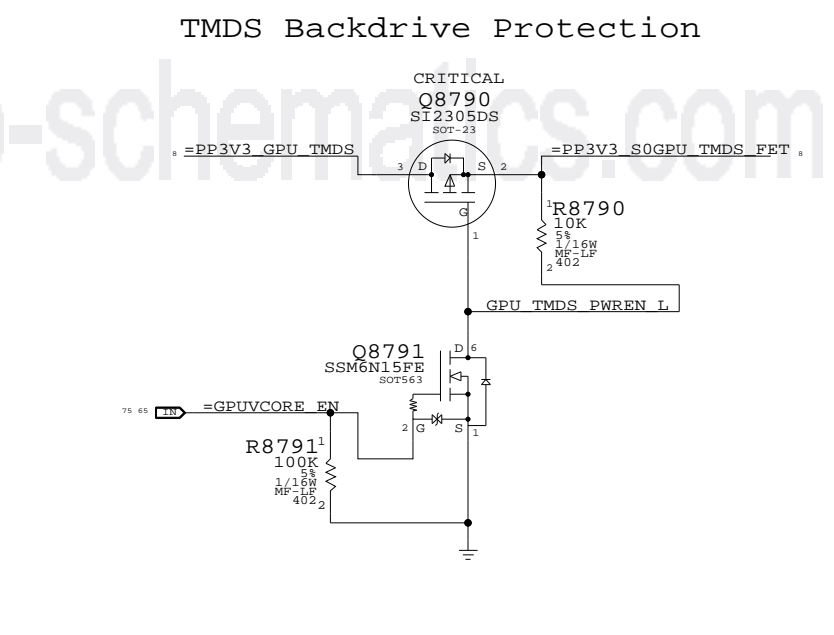 TMDS Backdrive Protection
CRITICAL
Q8790
SI2305DS
SOT-23
8 =PP3V3_GPU_TMDS
=PP3V3_S0GPU_TMDS_FET 8
3 D S 2
G
1
1
R8790
10K
5%
1/16W
MF-LF
402
2
GPU_TMDS_PWREN_L
Q8791
SSM6N15FE
SOT563
D 6
75 65 IN =GPUVCORE_EN
2 G S 1
R8791
1
100K
5%
1/16W
MF-LF
402
2